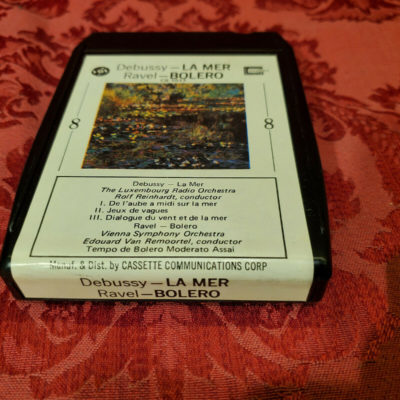 Debussy — LA MER
Ravel — BOLERO
8 8
Debussy — La Mer
The Luxembourg Radio Orchestra
Rolf Reinhardt, conductor
I. De l'aube a midi sur la mer
II. Jeux de vagues
III. Dialogue du vent et de la mer
Ravel — Bolero
Vienna Symphony Orchestra
Edouard Van Remoortel, conductor
Tempo de Bolero Moderato Assai
Manuf. & Dist. by CASSETTE COMMUNICATIONS CORP
Debussy — LA MER
Ravel — BOLERO